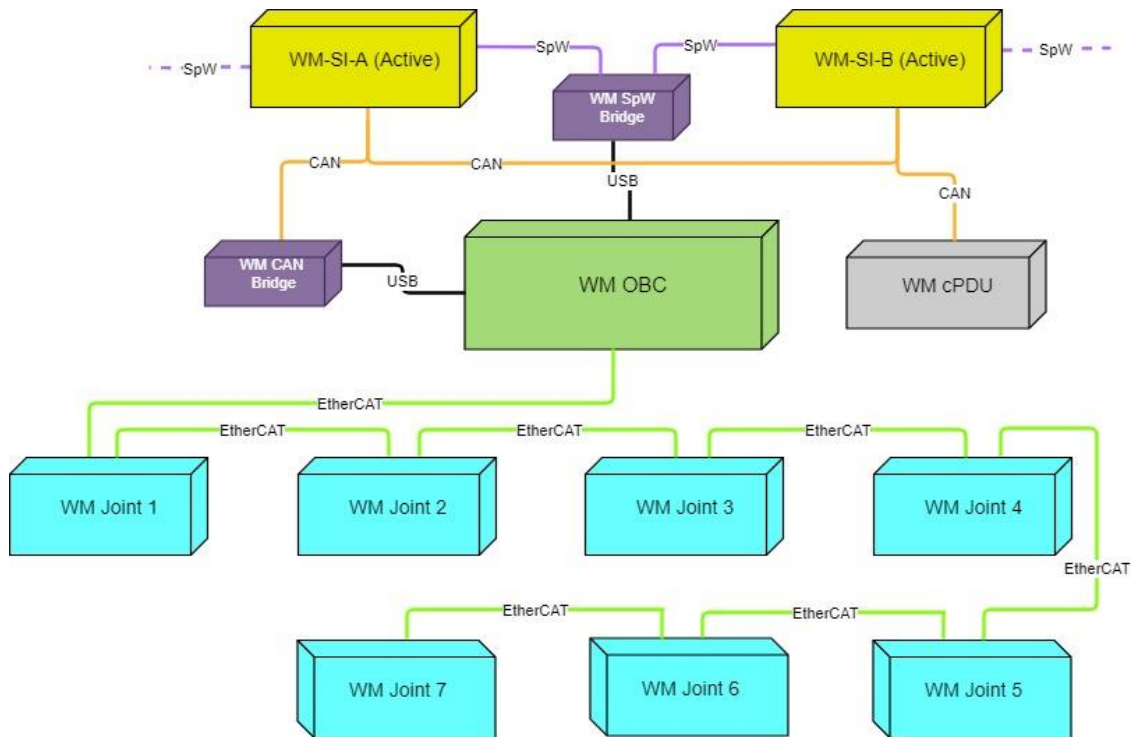 WM-SI-A (Active)
SpW
SpW
WM-SI-B (Active)
SpW
SpW
WM SpW
Bridge
CAN
CAN
USB
CAN
WM CAN
Bridge
USB
WM OBC
WM cPDU
EtherCAT
EtherCAT
EtherCAT
EtherCAT
WM Joint 1
WM Joint 2
WM Joint 3
WM Joint 4
EtherCAT
EtherCAT
EtherCAT
WM Joint 7
WM Joint 6
WM Joint 5